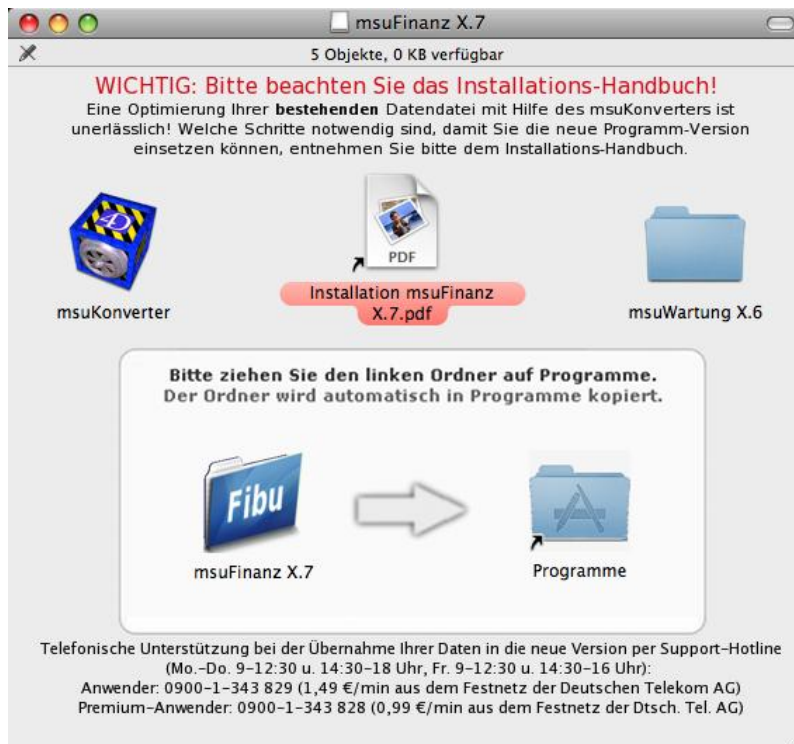 msuFinanz X.7
5 Objekte, 0 KB verfügbar
WICHTIG: Bitte beachten Sie das Installations-Handbuch!
Eine Optimierung Ihrer bestehenden Datendatei mit Hilfe des msuKonverters ist
unerlässlich! Welche Schritte notwendig sind, damit Sie die neue Programm-Version
einsetzen können, entnehmen Sie bitte dem Installations-Handbuch.
4D
PDF
msuKonverter
Installation msuFinanz
X.7.pdf
msuWartung X.6
Bitte ziehen Sie den linken Ordner auf Programme.
Der Ordner wird automatisch in Programme kopiert.
Fibu
msuFinanz X.7
Programme
Telefonische Unterstützung bei der Übernahme Ihrer Daten in die neue Version per Support-Hotline
(Mo.-Do. 9-12:30 u. 14:30-18 Uhr, Fr. 9-12:30 u. 14:30-16 Uhr):
Anwender: 0900-1-343 829 (1,49 €/min aus dem Festnetz der Deutschen Telekom AG)
Premium-Anwender: 0900-1-343 828 (0,99 €/min aus dem Festnetz der Dtsch. Tel. AG)